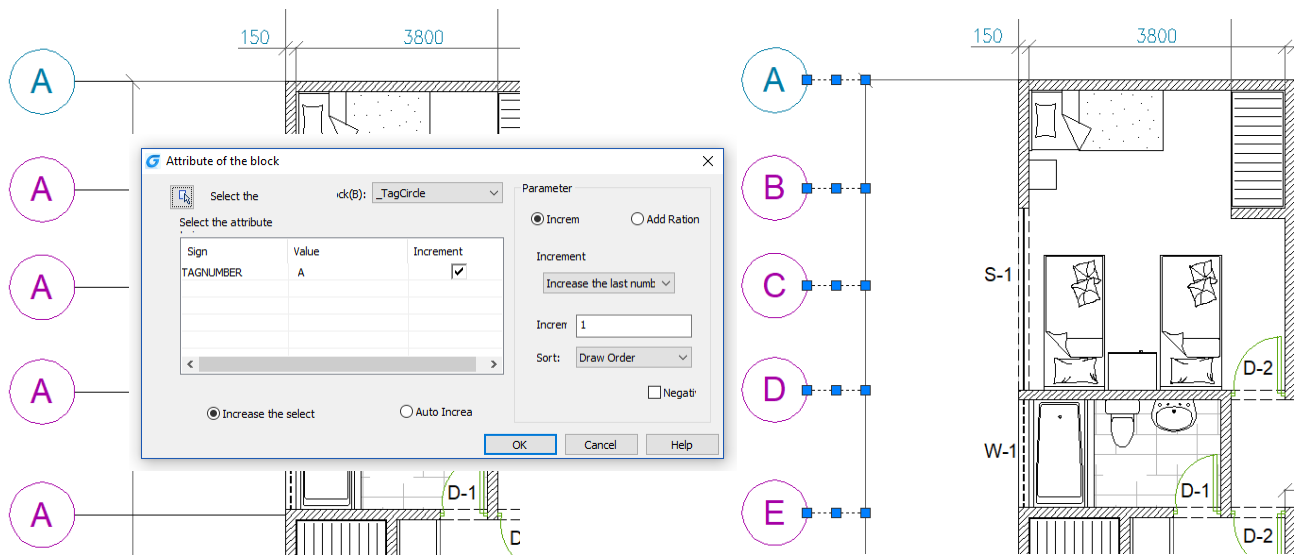 150
3800
A
A
A
A
A
Attribute of the block
Select the
ck(B):
_TagCircle
Select the attribute
Sign
Value
Increment
TAGNUMBER
A
Increase the select
Auto Increa
Parameter
Increm
Add Ration
Increment
Increase the last numb
Increm
1
Sort:
Draw Order
Negati
OK
Cancel
Help
D-1
D
150
3800
A
B
C
D
E
S-1
D-2
W-1
D-1
D-2